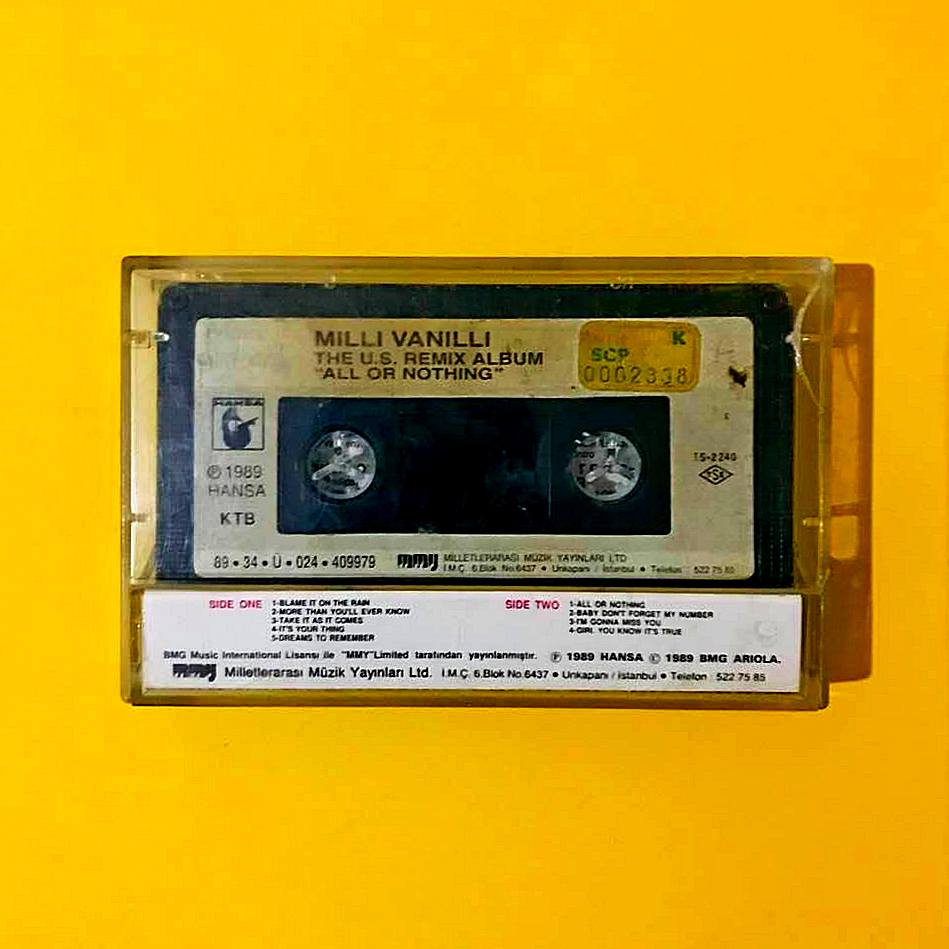 MILLI VANILLI
THE U.S. REMIX ALBUM
"ALL OR NOTHING"
K
SCP
0002338
HANSA
℗ 1989
HANSA
KTB
TS-2240
TSE
89 • 34 • Ü • 024 • 409979
mmy MİLLETLERARASI MÜZİK YAYINLARI LTD
İ.M.Ç. 6.Blok No.6437 • Unkapanı / İstanbul • Telefon 522 75 85
SIDE ONE
1-BLAME IT ON THE RAIN
2-MORE THAN YOU'LL EVER KNOW
3-TAKE IT AS IT COMES
4-IT'S YOUR THING
5-DREAMS TO REMEMBER
SIDE TWO
1-ALL OR NOTHING
2-BABY DON'T FORGET MY NUMBER
3-I'M GONNA MISS YOU
4-GIRL YOU KNOW IT'S TRUE
BMG Music International Lisansı ile "MMY"Limited tarafından yayınlanmıştır. ℗ 1989 HANSA © 1989 BMG ARIOLA.
mmy Milletlerarası Müzik Yayınları Ltd. İ.M.Ç. 6.Blok No.6437 • Unkapanı / İstanbul • Telefon 522 75 85